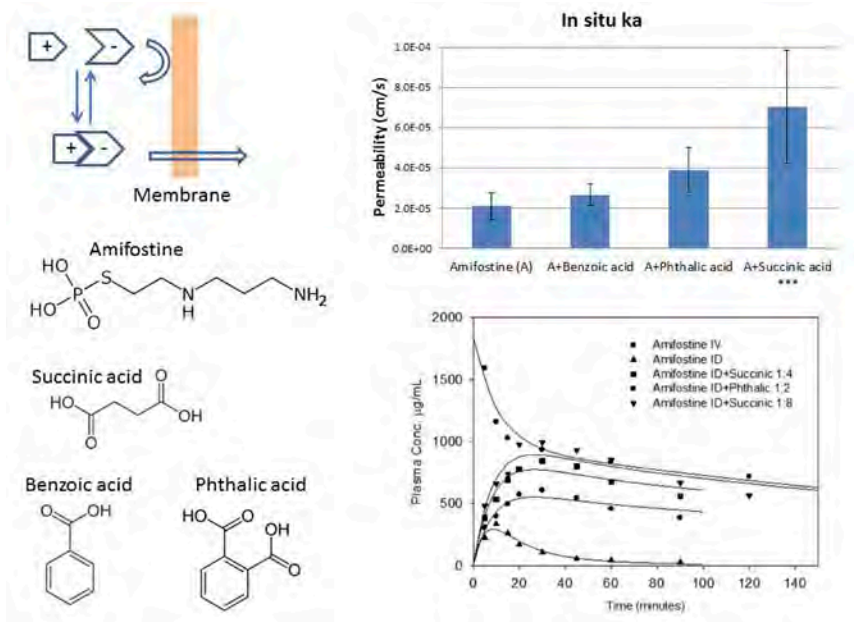 + -
+ -
Membrane
Amifostine
HO
HO
P
S
O
N
H
NH2
Succinic acid
HO
O
O
OH
Benzoic acid
O
OH
Phthalic acid
HO
O
OH
O
In situ ka
Permeability (cm/s)
1.0E-04
8.0E-05
6.0E-05
4.0E-05
2.0E-05
0.0E+00
Amifostine (A) A+Benzoic acid A+Phthalic acid A+Succinic acid
***
Plasma Conc. µg/mL
2000
1500
1000
500
0
Amifostine IV
Amifostine ID
Amifostine ID+Succinic 1:4
Amifostine ID+Phthalic 1:2
Amifostine ID+Succinic 1:8
0 20 40 60 80 100 120 140
Time (minutes)